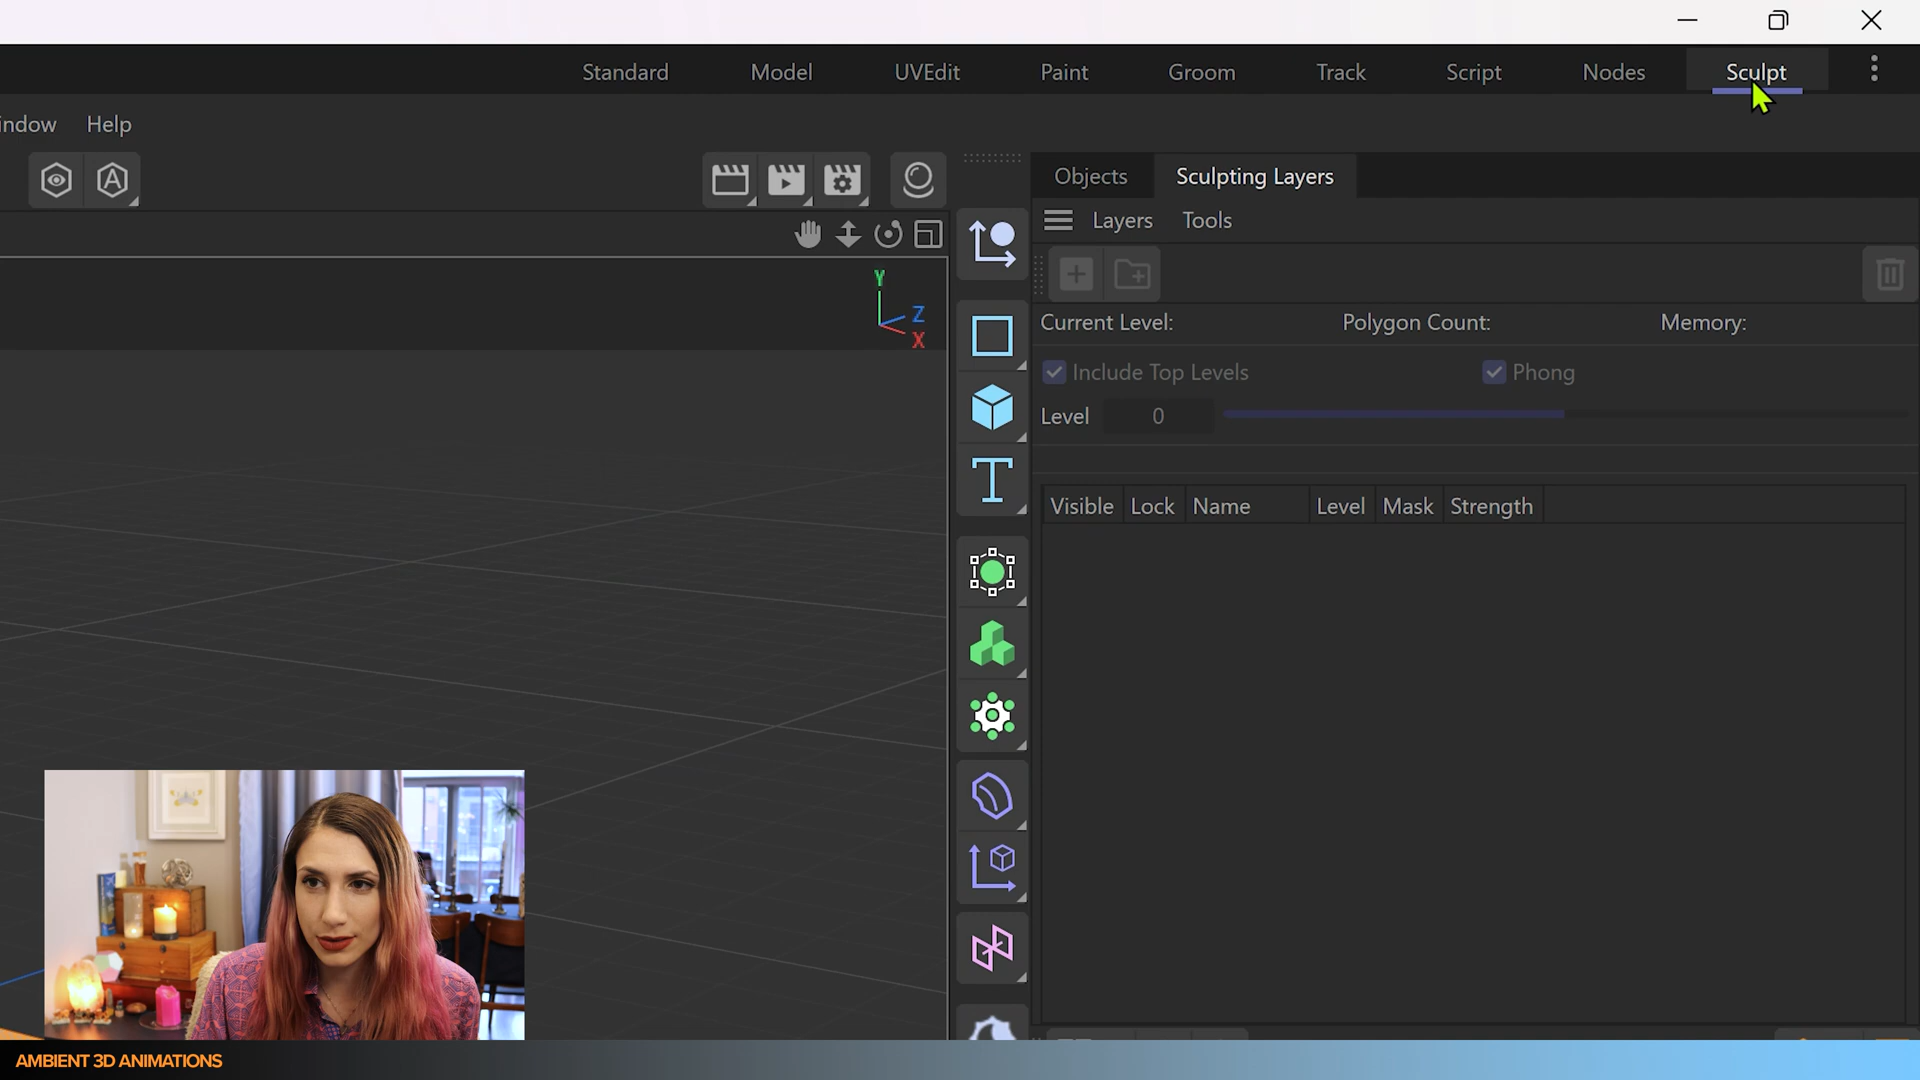 Standard Model UVEdit Paint Groom Track Script Nodes Sculpt
indow Help
Objects Sculpting Layers
Layers Tools
Y
Z
X
Current Level: Polygon Count: Memory:
Include Top Levels Phong
Level 0
Visible Lock Name Level Mask Strength
AMBIENT 3D ANIMATIONS